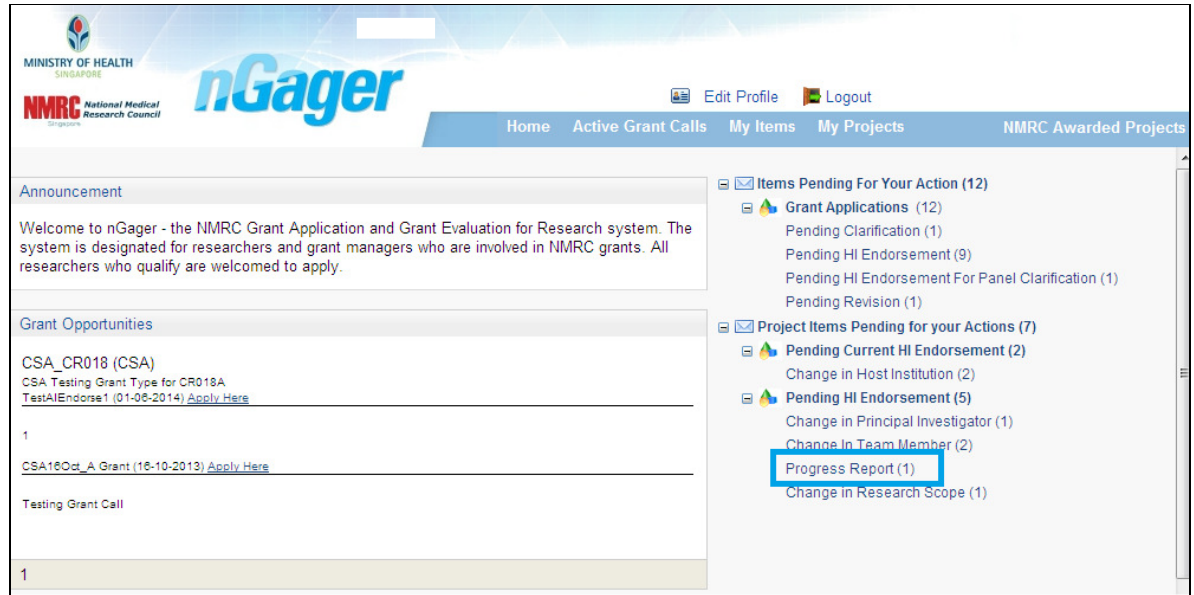 MINISTRY OF HEALTH
SINGAPORE
NMRC National Medical
Research Council
Singapore
nGager
Edit Profile Logout
Home Active Grant Calls My Items My Projects NMRC Awarded Projects
Announcement
Welcome to nGager - the NMRC Grant Application and Grant Evaluation for Research system. The
system is designated for researchers and grant managers who are involved in NMRC grants. All
researchers who qualify are welcomed to apply.
Grant Opportunities
CSA_CR018 (CSA)
CSA Testing Grant Type for CR018A
TestAIEndorse1 (01-06-2014) Apply Here
1
CSA16Oct_A Grant (16-10-2013) Apply Here
Testing Grant Call
1
Items Pending For Your Action (12)
Grant Applications (12)
Pending Clarification (1)
Pending HI Endorsement (9)
Pending HI Endorsement For Panel Clarification (1)
Pending Revision (1)
Project Items Pending for your Actions (7)
Pending Current HI Endorsement (2)
Change in Host Institution (2)
Pending HI Endorsement (5)
Change in Principal Investigator (1)
Change In Team Member (2)
Progress Report (1)
Change in Research Scope (1)